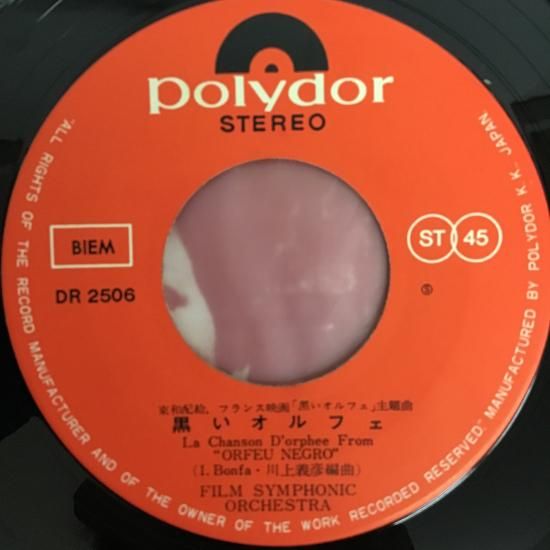 polydor
STEREO
BIEM
ST 45
DR 2506
Ⓢ
東和配給, フランス映画「黒いオルフェ」主題曲
黒いオルフェ
La Chanson D'orphee From
"ORFEU NEGRO"
(I. Bonfa・川上義彦編曲)
FILM SYMPHONIC
ORCHESTRA
"ALL RIGHTS OF THE RECORD MANUFACTURER AND OF THE OWNER OF THE WORK RECORDED RESERVED" MANUFACTURED BY POLYDOR K. K. JAPAN.